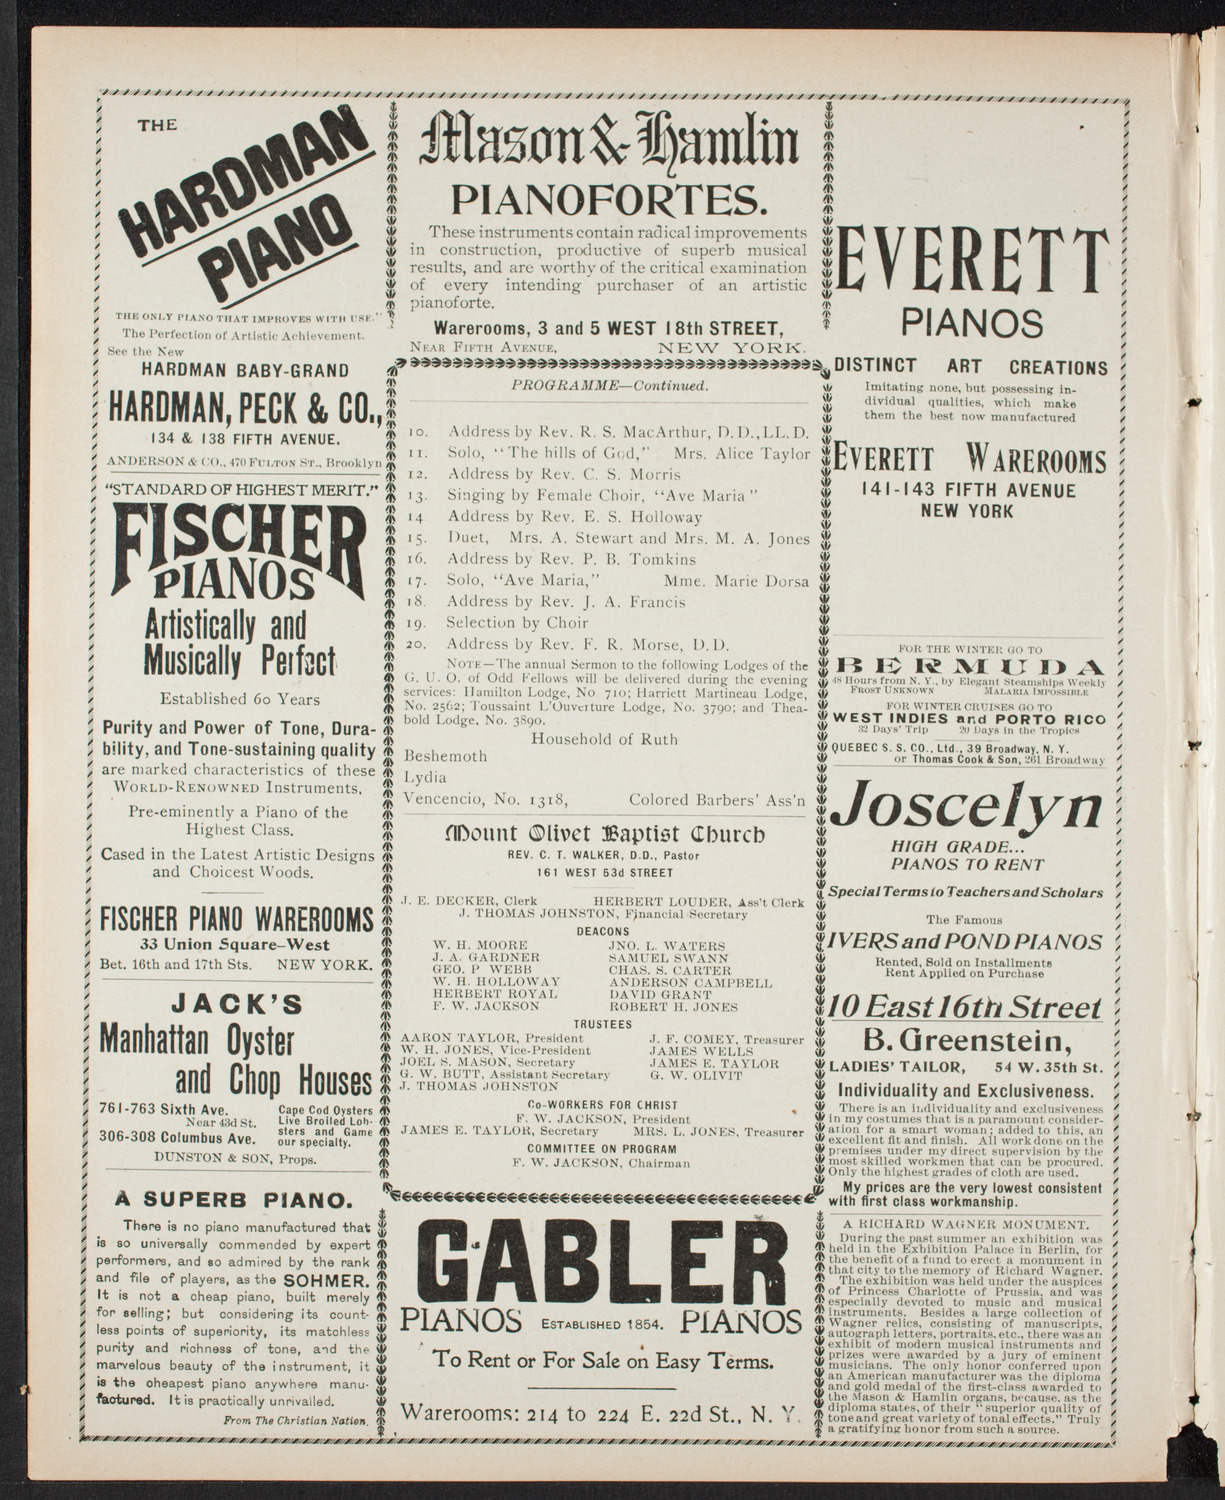 THE
HARDMAN
PIANO
THE ONLY PIANO THAT IMPROVES WITH USE."
The Perfection of Artistic Achievement.
See the New
HARDMAN BABY-GRAND
HARDMAN, PECK & CO.,
134 & 138 FIFTH AVENUE.
ANDERSON & CO., 470 FULTON ST., Brooklyn
"STANDARD OF HIGHEST MERIT."
FISCHER
PIANOS
Artistically and
Musically Perfect
Established 60 Years
Purity and Power of Tone, Dura-
bility, and Tone-sustaining quality
are marked characteristics of these
WORLD-RENOWNED Instruments.
Pre-eminently a Piano of the
Highest Class.
Cased in the Latest Artistic Designs
and Choicest Woods.
FISCHER PIANO WAREROOMS
33 Union Square—West
Bet. 16th and 17th Sts. NEW YORK.
JACK'S
Manhattan Oyster
and Chop Houses
761-763 Sixth Ave.
Near 43d St.
306-308 Columbus Ave.
Cape Cod Oysters
Live Broiled Lob-
sters and Game
our specialty.
DUNSTON & SON, Props.
A SUPERB PIANO.
There is no piano manufactured that
is so universally commended by expert
performers, and so admired by the rank
and file of players, as the SOHMER.
It is not a cheap piano, built merely
for selling; but considering its count-
less points of superiority, its matchless
purity and richness of tone, and the
marvelous beauty of the instrument, it
is the cheapest piano anywhere manu-
factured. It is practically unrivailed.
From The Christian Nation.
Mason & Hamlin
PIANOFORTES.
These instruments contain radical improvements
in construction, productive of superb musical
results, and are worthy of the critical examination
of every intending purchaser of an artistic
pianoforte.
Warerooms, 3 and 5 WEST 18th STREET,
NEAR FIFTH AVENUE, NEW YORK.
PROGRAMME—Continued.
10. Address by Rev. R. S. MacArthur, D.D., LL.D.
11. Solo, "The hills of God," Mrs. Alice Taylor
12. Address by Rev. C. S. Morris
13. Singing by Female Choir, "Ave Maria"
14 Address by Rev. E. S. Holloway
15. Duet, Mrs. A. Stewart and Mrs. M. A. Jones
16. Address by Rev. P. B. Tomkins
17. Solo, "Ave Maria," Mme. Marie Dorsa
18. Address by Rev. J. A. Francis
19. Selection by Choir
20. Address by Rev. F. R. Morse, D.D.
NOTE—The annual Sermon to the following Lodges of the
G. U. O. of Odd Fellows will be delivered during the evening
services: Hamilton Lodge, No. 710; Harriett Martineau Lodge,
No. 2562; Toussaint L'Ouverture Lodge, No. 3790; and Thea-
bold Lodge, No. 3890.
Household of Ruth
Beshemoth
Lydia
Vencencio, No. 1318, Colored Barbers' Ass'n
Mount Olivet Baptist Church
REV. C. T. WALKER, D.D., Pastor
161 WEST 53d STREET
J. E. DECKER, Clerk HERBERT LOUDER, Ass't Clerk
J. THOMAS JOHNSTON, Financial Secretary
DEACONS
W. H. MOORE JNO. L. WATERS
J. A. GARDNER SAMUEL SWANN
GEO. P WEBB CHAS. S. CARTER
W. H. HOLLOWAY ANDERSON CAMPBELL
HERBERT ROYAL DAVID GRANT
F. W. JACKSON ROBERT H. JONES
TRUSTEES
AARON TAYLOR, President J. F. COMEY, Treasurer
W. H. JONES, Vice-President JAMES WELLS
JOEL S. MASON, Secretary JAMES E. TAYLOR
G. W. BUTT, Assistant Secretary G. W. OLIVIT
J. THOMAS JOHNSTON
CO-WORKERS FOR CHRIST
F. W. JACKSON, President
JAMES E. TAYLOR, Secretary MRS. L. JONES, Treasurer
COMMITTEE ON PROGRAM
F. W. JACKSON, Chairman
GABLER
PIANOS ESTABLISHED 1854. PIANOS
To Rent or For Sale on Easy Terms.
Warerooms: 214 to 224 E. 22d St., N. Y.
EVERETT
PIANOS
DISTINCT ART CREATIONS
Imitating none, but possessing in-
dividual qualities, which make
them the best now manufactured
EVERETT WAREROOMS
141-143 FIFTH AVENUE
NEW YORK
FOR THE WINTER GO TO
BERMUDA
48 Hours from N. Y., by Elegant Steamships Weekly
FROST UNKNOWN MALARIA IMPOSSIBLE
FOR WINTER CRUISES GO TO
WEST INDIES and PORTO RICO
32 Days' Trip 20 Days in the Tropics
QUEBEC S. S. CO., Ltd., 39 Broadway, N. Y.
or Thomas Cook & Son, 261 Broadway
Joscelyn
HIGH GRADE...
PIANOS TO RENT
Special Terms to Teachers and Scholars
The Famous
IVERS and POND PIANOS
Rented, Sold on Installments
Rent Applied on Purchase
10 East 16th Street
B. Greenstein,
LADIES' TAILOR, 54 W. 35th St.
Individuality and Exclusiveness.
There is an individuality and exclusiveness
in my costumes that is a paramount consider-
ation for a smart woman; added to this, an
excellent fit and finish. All work done on the
premises under my direct supervision by the
most skilled workmen that can be procured.
Only the highest grades of cloth are used.
My prices are the very lowest consistent
with first class workmanship.
A RICHARD WAGNER MONUMENT.
During the past summer an exhibition was
held in the Exhibition Palace in Berlin, for
the benefit of a fund to erect a monument in
that city to the memory of Richard Wagner.
The exhibition was held under the auspices
of Princess Charlotte of Prussia, and was
especially devoted to music and musical
instruments. Besides a large collection of
Wagner relics, consisting of manuscripts,
autograph letters, portraits, etc., there was an
exhibit of modern musical instruments and
prizes were awarded by a jury of eminent
musicians. The only honor conferred upon
an American manufacturer was the diploma
and gold medal of the first-class awarded to
the Mason & Hamlin organs, because, as the
diploma states, of their "superior quality of
tone and great variety of tonal effects." Truly
a gratifying honor from such a source.